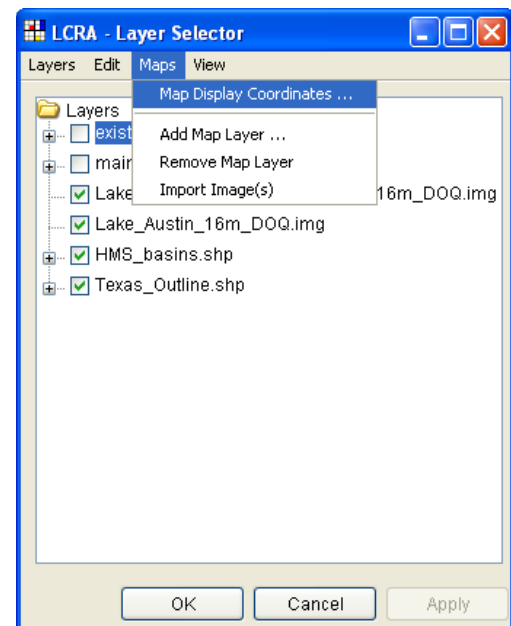 LCRA - Layer Selector
Layers Edit Maps View
Map Display Coordinates ...
Layers
exist
Add Map Layer ...
main
Remove Map Layer
Lake
Import Image(s)
16m_DOQ.img
Lake_Austin_16m_DOQ.img
HMS_basins.shp
Texas_Outline.shp
OK Cancel Apply